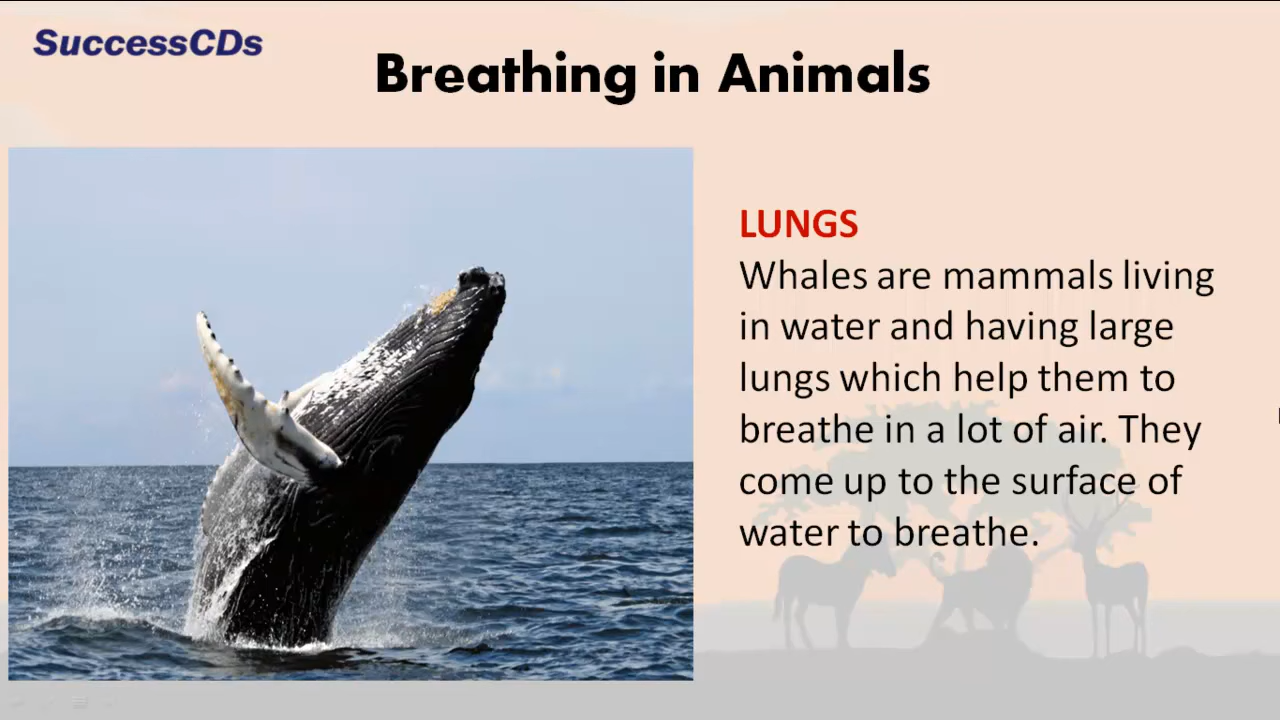 SuccessCDs
Breathing in Animals
LUNGS
Whales are mammals living
in water and having large
lungs which help them to
breathe in a lot of air. They
come up to the surface of
water to breathe.